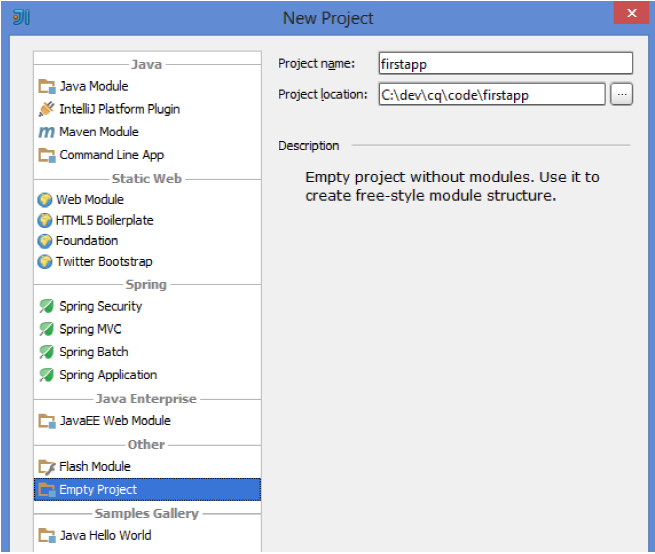 New Project
Java
Java Module
IntelliJ Platform Plugin
Maven Module
Command Line App
Static Web
Web Module
HTML5 Boilerplate
Foundation
Twitter Bootstrap
Spring
Spring Security
Spring MVC
Spring Batch
Spring Application
Java Enterprise
JavaEE Web Module
Other
Flash Module
Empty Project
Samples Gallery
Java Hello World
Project name: firstapp
Project location: C:\dev\cq\code\firstapp ...
Description
Empty project without modules. Use it to
create free-style module structure.